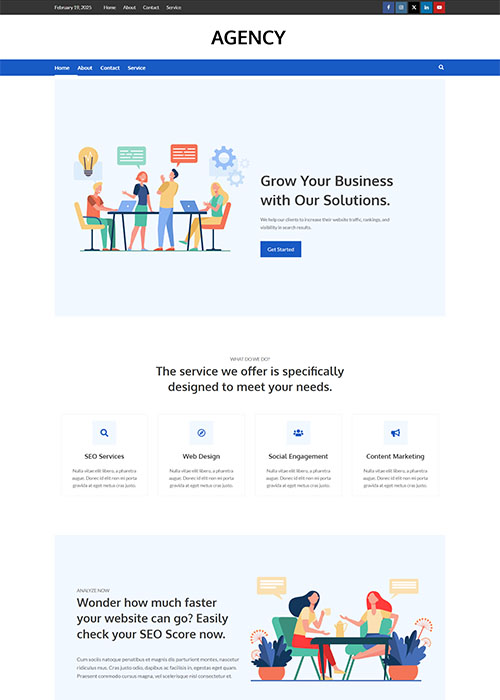 February 19, 2025 Home About Contact Service
AGENCY
Home About Contact Service
Grow Your Business
with Our Solutions.
We help our clients to increase their website traffic, rankings, and
visibility in search results.
Get Started
WHAT DO WE DO?
The service we offer is specifically
designed to meet your needs.
SEO Services
Nulla vitae elit libero, a pharetra
augue. Donec id elit non mi porta
gravida at eget metus cras justo.
Web Design
Nulla vitae elit libero, a pharetra
augue. Donec id elit non mi porta
gravida at eget metus cras justo.
Social Engagement
Nulla vitae elit libero, a pharetra
augue. Donec id elit non mi porta
gravida at eget metus cras justo.
Content Marketing
Nulla vitae elit libero, a pharetra
augue. Donec id elit non mi porta
gravida at eget metus cras justo.
ANALYZE NOW
Wonder how much faster
your website can go? Easily
check your SEO Score now.
Cum sociis natoque penatibus et magnis dis parturient montes, nascetur
ridiculus mus. Cras justo odio, dapibus ac facilisis in, egestas eget quam.
Praesent commodo cursus magna, vel scelerisque nisl consectetur et.